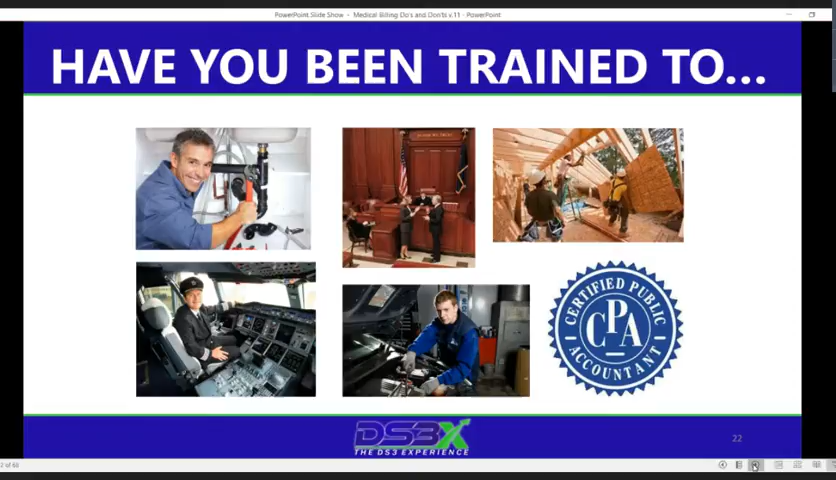 PowerPoint Slide Show - Medical Billing Do's and Don'ts v.11 - PowerPoint
HAVE YOU BEEN TRAINED TO...
CERTIFIED PUBLIC
CPA
ACCOUNTANT
DS3X
THE DS3 EXPERIENCE
22